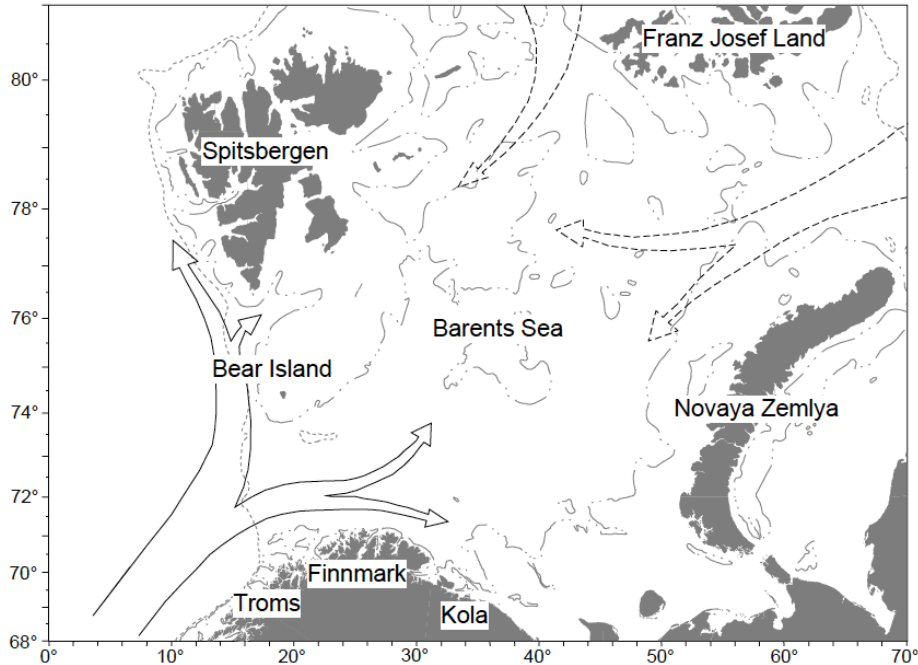 Franz Josef Land
80°
Spitsbergen
78°
76°
Barents Sea
Bear Island
74°
Novaya Zemlya
72°
70°
Finnmark
Troms
Kola
68°
0° 10° 20° 30° 40° 50° 60° 70°